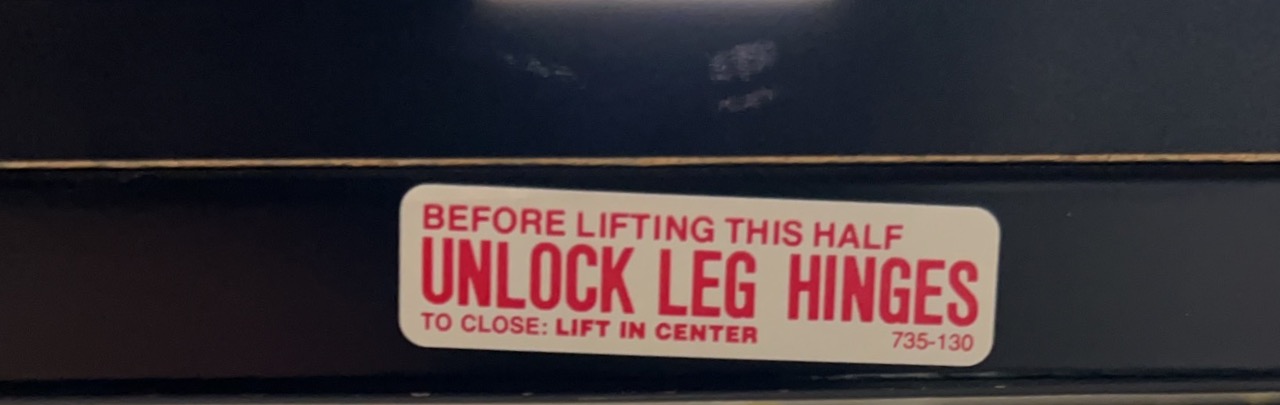 BEFORE LIFTING THIS HALF
UNLOCK LEG HINGES
TO CLOSE: LIFT IN CENTER 735-130